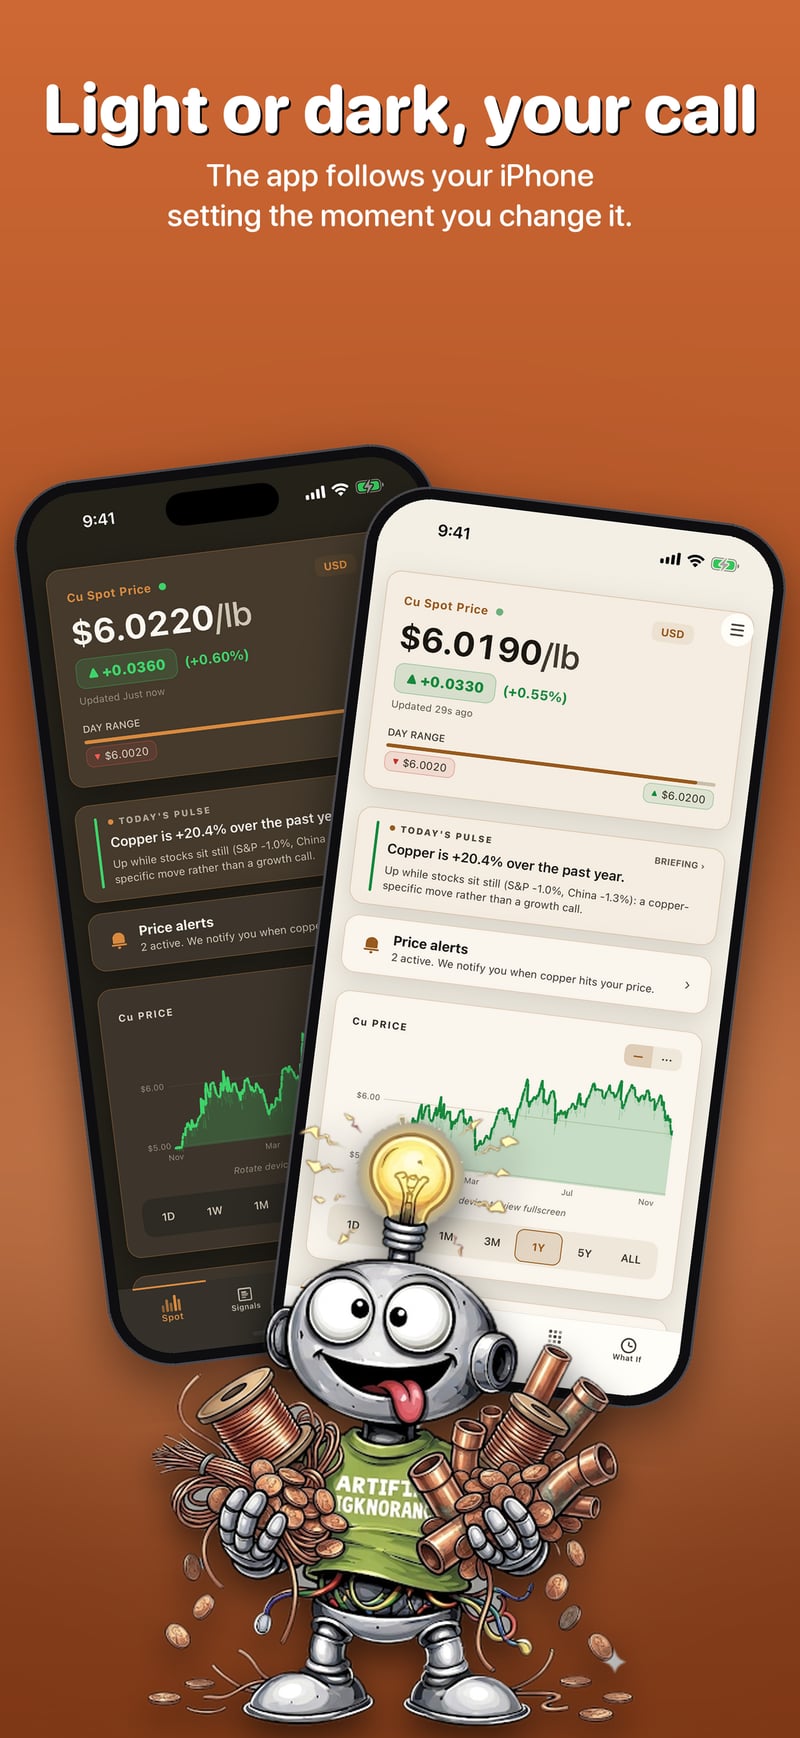 Light or dark, your call
The app follows your iPhone
setting the moment you change it.
9:41
Cu Spot Price
USD
$6.0220/lb
▲+0.0360 (+0.60%)
Updated Just now
DAY RANGE
▼ $6.0020
TODAY'S PULSE
Copper is +20.4% over the past ye
Up while stocks sit still (S&P -1.0%, China
specific move rather than a growth call.
Price alerts
2 active. We notify you when coppe
Cu PRICE
$6.00
$5.00
Nov
Mar
Rotate devic
1D 1W 1M
Spot
Signals
9:41
Cu Spot Price
USD
$6.0190/lb
▲+0.0330 (+0.55%)
Updated 29s ago
DAY RANGE
▼ $6.0020
▲ $6.0200
TODAY'S PULSE
BRIEFING ›
Copper is +20.4% over the past year.
Up while stocks sit still (S&P -1.0%, China -1.3%): a copper-
specific move rather than a growth call.
Price alerts
2 active. We notify you when copper hits your price.
Cu PRICE
$6.00
$5
Mar
Jul
Nov
view fullscreen
1D 1M 3M 1Y 5Y ALL
What If
ARTIFI
IGKNORAN